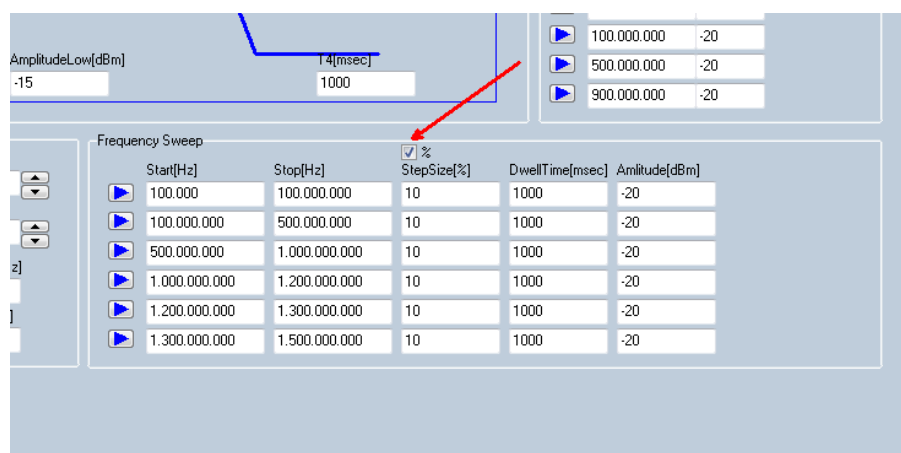 100.000.000 -20
AmplitudeLow[dBm] T4[msec]
500.000.000 -20
-15 1000
900.000.000 -20
Frequency Sweep
%
Start[Hz] Stop[Hz] StepSize[%] DwellTime[msec] Amlitude[dBm]
100.000 100.000.000 10 1000 -20
100.000.000 500.000.000 10 1000 -20
500.000.000 1.000.000.000 10 1000 -20
z]
1.000.000.000 1.200.000.000 10 1000 -20
]
1.200.000.000 1.300.000.000 10 1000 -20
1.300.000.000 1.500.000.000 10 1000 -20